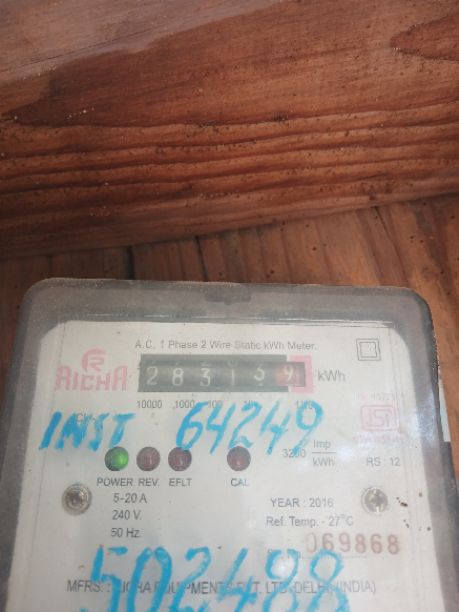 A.C. 1 Phase 2 Wire Static kWh Meter.
RICHA 283139 kWh
10000 1000
INST 64249
3200 Imp/kWh
RS : 12
POWER REV. EFLT CAL
5-20 A
240 V.
50 Hz.
YEAR : 2016
Ref. Temp. - 27°C
069868
502488
MFRS. : PVT. LTD. DELHI (INDIA)